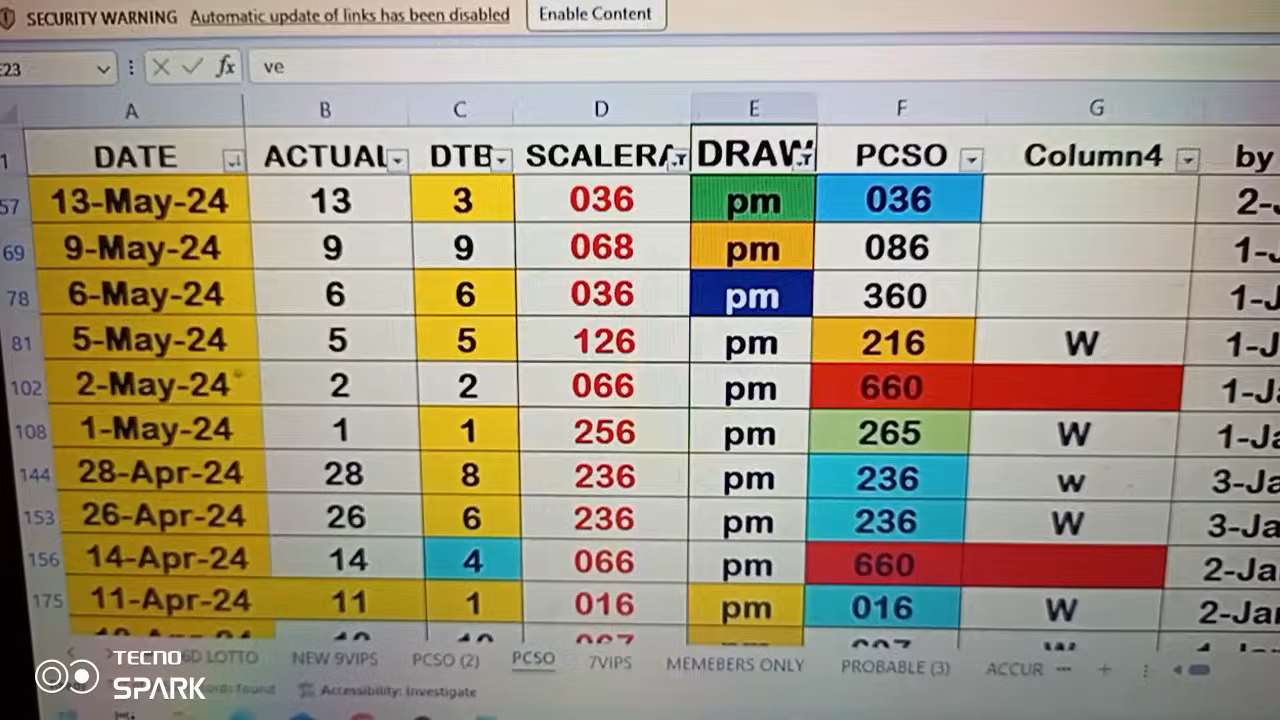 SECURITY WARNING Automatic update of links has been disabled Enable Content
E23 fx ve
A B C D E F G
1 DATE ACTUAL DTB SCALERA DRAW PCSO Column4 by
57 13-May-24 13 3 036 pm 036 2-J
69 9-May-24 9 9 068 pm 086 1-J
78 6-May-24 6 6 036 pm 360 1-J
81 5-May-24 5 5 126 pm 216 W 1-J
102 2-May-24 2 2 066 pm 660 1-Ja
108 1-May-24 1 1 256 pm 265 W 1-Ja
144 28-Apr-24 28 8 236 pm 236 w 3-Ja
153 26-Apr-24 26 6 236 pm 236 W 3-Ja
156 14-Apr-24 14 4 066 pm 660 2-Ja
175 11-Apr-24 11 1 016 pm 016 W 2-Jan
6D LOTTO NEW 9VIPS PCSO (2) PCSO 7VIPS MEMEBERS ONLY PROBABLE (3) ACCUR ... +
TECNO
SPARK
found Accessibility: Investigate